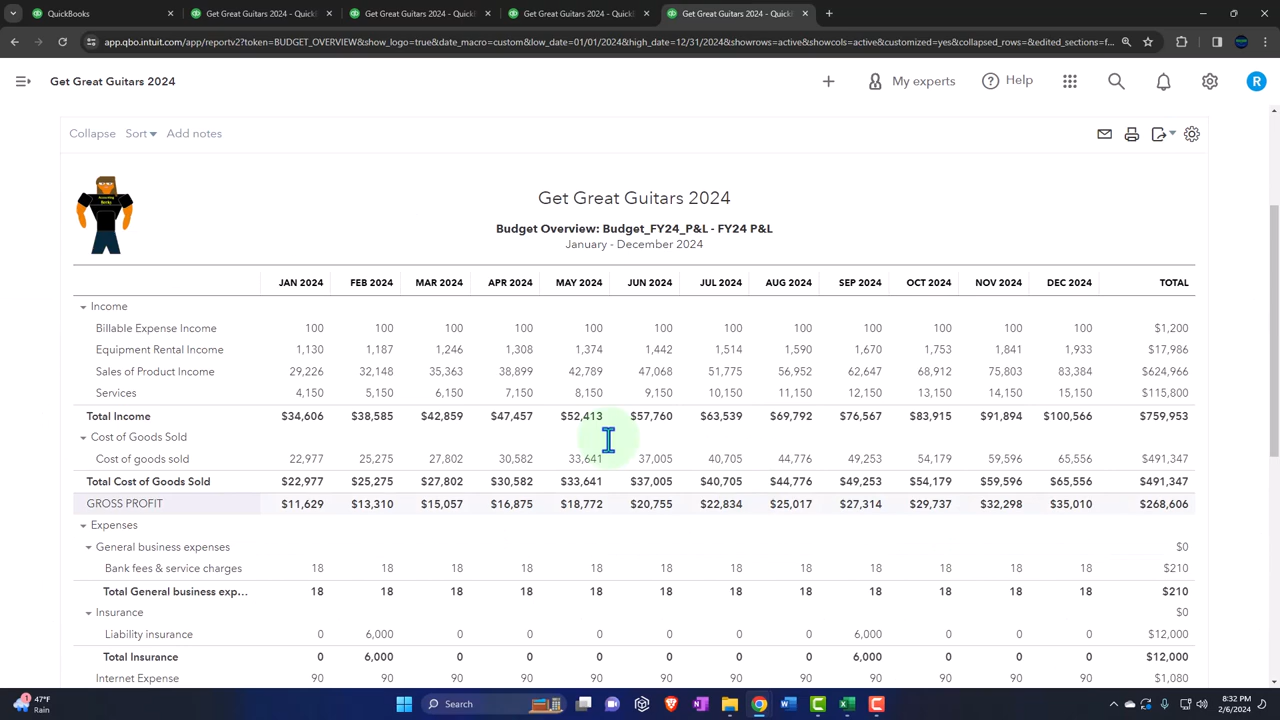 QuickBooks
Get Great Guitars 2024 - Quick
Get Great Guitars 2024 - Quick
Get Great Guitars 2024 - Quick
Get Great Guitars 2024 - Quick
app.qbo.intuit.com/app/reportv2?token=BUDGET_OVERVIEW&show_logo=true&date_macro=custom&low_date=01/01/2024&high_date=12/31/2024&showrows=active&showcols=active&customized=yes&collapsed_rows=&edited_sections=f...
Get Great Guitars 2024
My experts
Help
R
Collapse Sort Add notes
Get Great Guitars 2024
Budget Overview: Budget_FY24_P&L - FY24 P&L
January - December 2024
JAN 2024 FEB 2024 MAR 2024 APR 2024 MAY 2024 JUN 2024 JUL 2024 AUG 2024 SEP 2024 OCT 2024 NOV 2024 DEC 2024 TOTAL
Income
Billable Expense Income 100 100 100 100 100 100 100 100 100 100 100 100 $1,200
Equipment Rental Income 1,130 1,187 1,246 1,308 1,374 1,442 1,514 1,590 1,670 1,753 1,841 1,933 $17,986
Sales of Product Income 29,226 32,148 35,363 38,899 42,789 47,068 51,775 56,952 62,647 68,912 75,803 83,384 $624,966
Services 4,150 5,150 6,150 7,150 8,150 9,150 10,150 11,150 12,150 13,150 14,150 15,150 $115,800
Total Income $34,606 $38,585 $42,859 $47,457 $52,413 $57,760 $63,539 $69,792 $76,567 $83,915 $91,894 $100,566 $759,953
Cost of Goods Sold
Cost of goods sold 22,977 25,275 27,802 30,582 33,641 37,005 40,705 44,776 49,253 54,179 59,596 65,556 $491,347
Total Cost of Goods Sold $22,977 $25,275 $27,802 $30,582 $33,641 $37,005 $40,705 $44,776 $49,253 $54,179 $59,596 $65,556 $491,347
GROSS PROFIT $11,629 $13,310 $15,057 $16,875 $18,772 $20,755 $22,834 $25,017 $27,314 $29,737 $32,298 $35,010 $268,606
Expenses
General business expenses $0
Bank fees & service charges 18 18 18 18 18 18 18 18 18 18 18 18 $210
Total General business exp... 18 18 18 18 18 18 18 18 18 18 18 18 $210
Insurance $0
Liability insurance 0 6,000 0 0 0 0 0 0 6,000 0 0 0 $12,000
Total Insurance 0 6,000 0 0 0 0 0 0 6,000 0 0 0 $12,000
Internet Expense 90 90 90 90 90 90 90 90 90 90 90 90 $1,080
47°F
Rain
Search
8:32 PM
2/6/2024